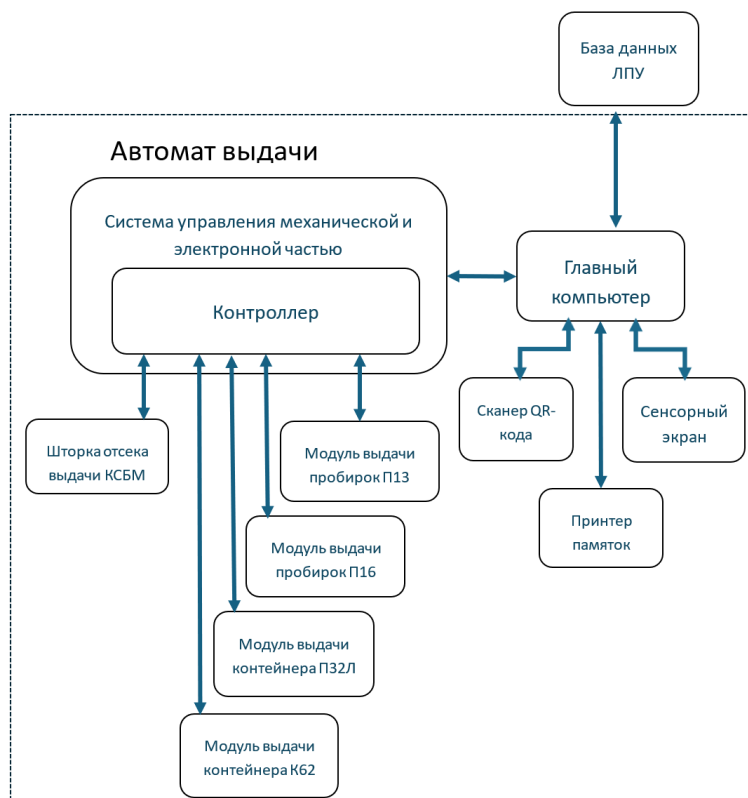 База данных
ЛПУ
Автомат выдачи
Система управления механической и
электронной частью
Контроллер
Главный
компьютер
Шторка отсека
выдачи КСБМ
Модуль выдачи
пробирок П13
Сканер QR-
кода
Сенсорный
экран
Принтер
памяток
Модуль выдачи
пробирок П16
Модуль выдачи
контейнера П32Л
Модуль выдачи
контейнера К62